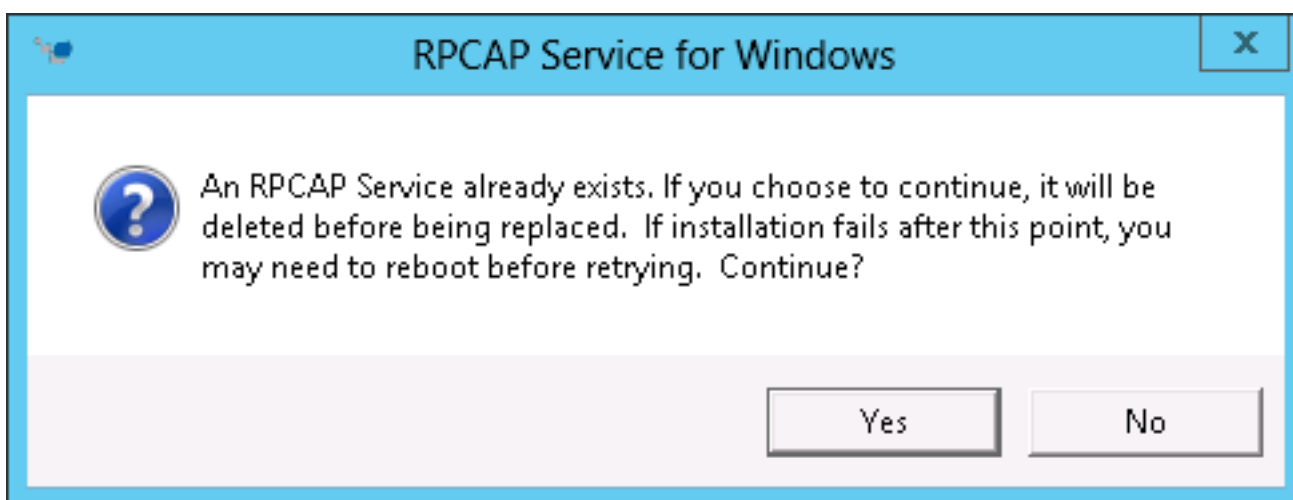 RPCAP Service for Windows
x
An RPCAP Service already exists. If you choose to continue, it will be
deleted before being replaced.  If installation fails after this point, you
may need to reboot before retrying.  Continue?
Yes
No